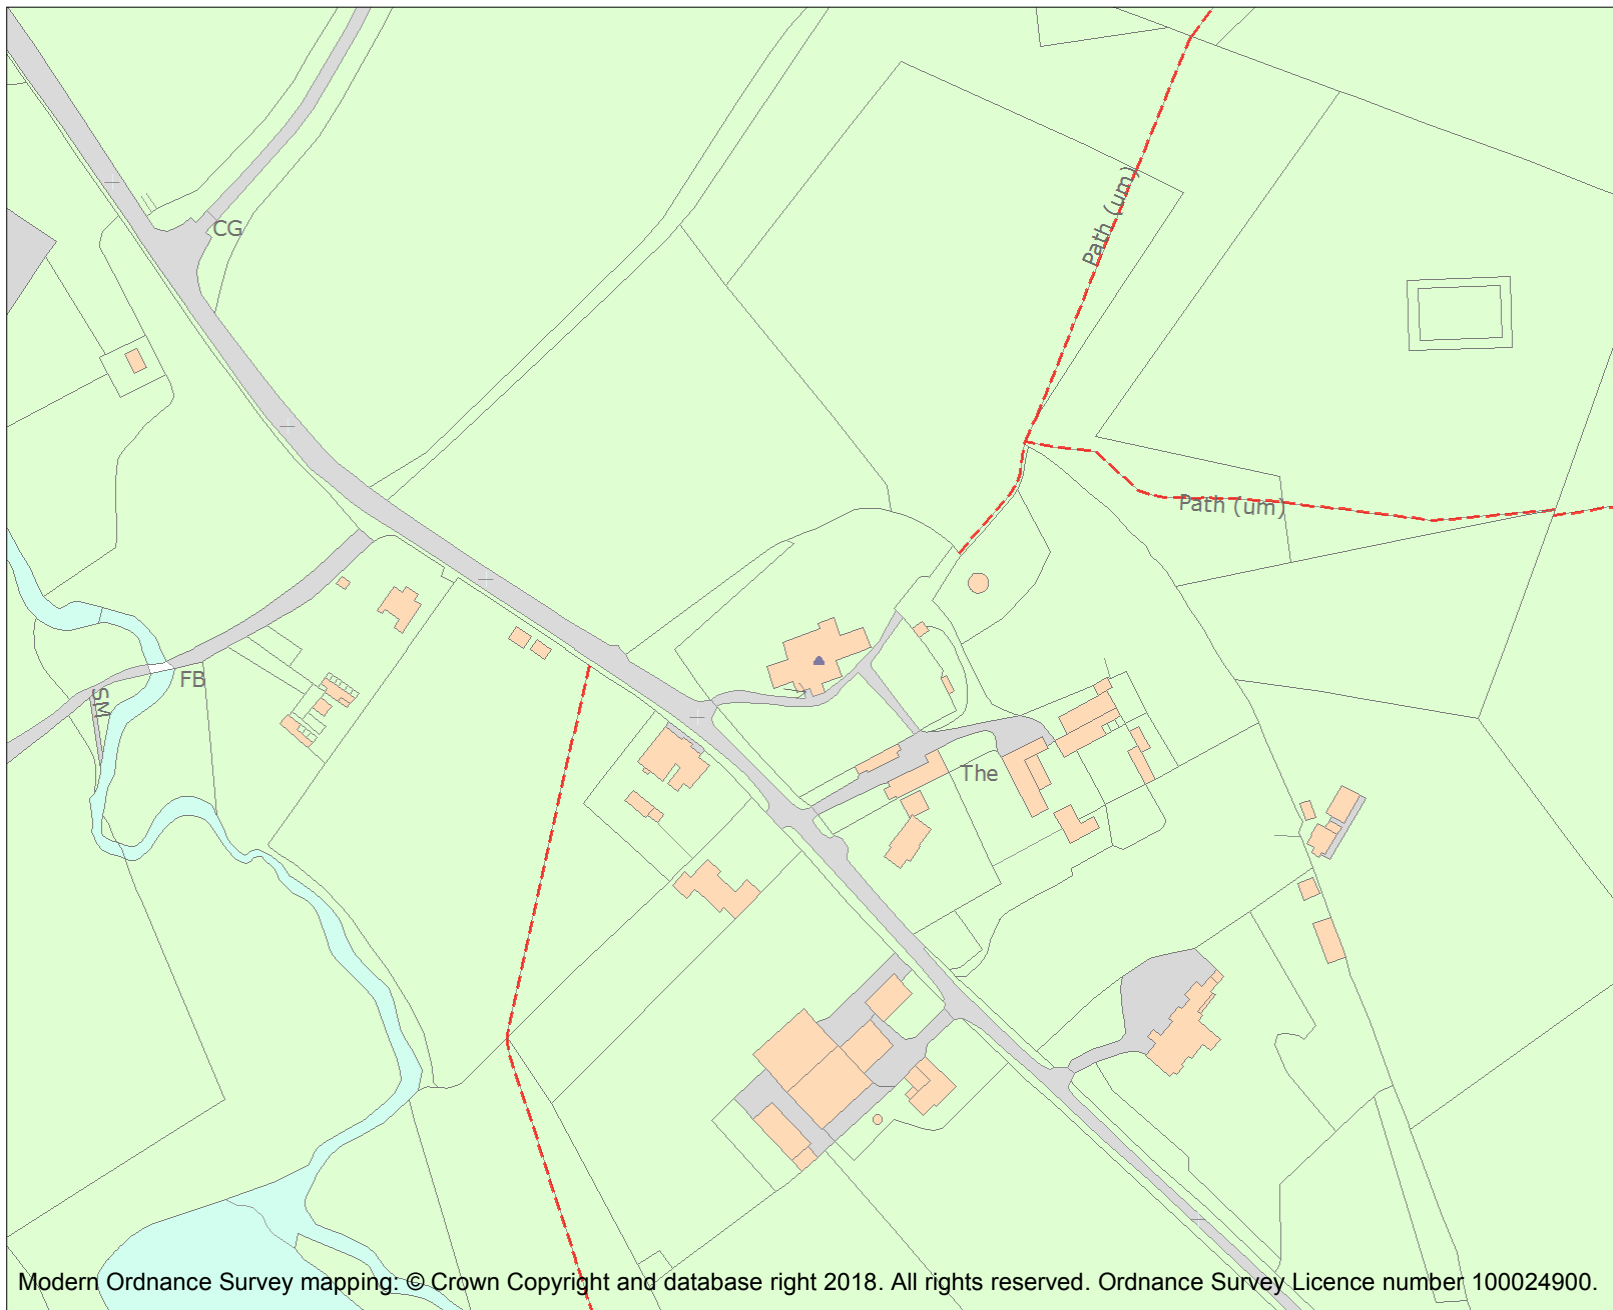 Path (um)
CG
Path (um)
FB
SM
The
Modern Ordnance Survey mapping: © Crown Copyright and database right 2018. All rights reserved. Ordnance Survey Licence number 100024900.